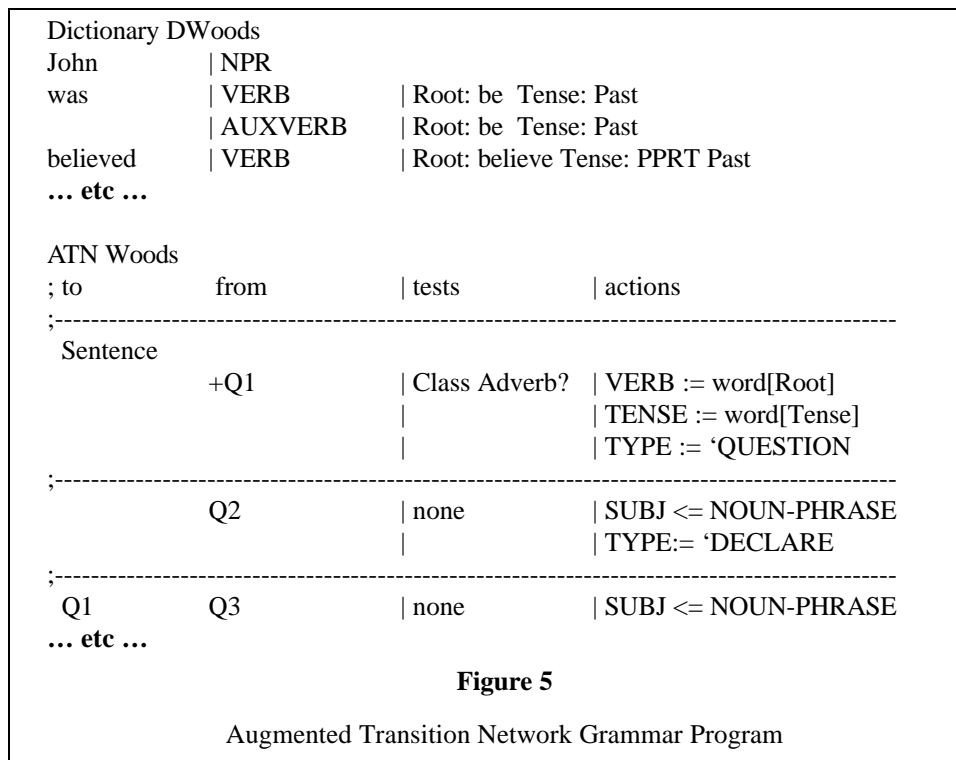 Dictionary DWoods
John | NPR
was | VERB | Root: be Tense: Past
| AUXVERB | Root: be Tense: Past
believed | VERB | Root: believe Tense: PPRT Past
… etc …
ATN Woods
; to from | tests | actions
;----------------------------------------------------------------------------------------------
Sentence
+Q1 | Class Adverb? | VERB := word[Root]
| | TENSE := word[Tense]
| | TYPE := ‘QUESTION
;----------------------------------------------------------------------------------------------
Q2 | none | SUBJ <= NOUN-PHRASE
| | TYPE:= ‘DECLARE
;----------------------------------------------------------------------------------------------
Q1 Q3 | none | SUBJ <= NOUN-PHRASE
… etc …
Figure 5
Augmented Transition Network Grammar Program